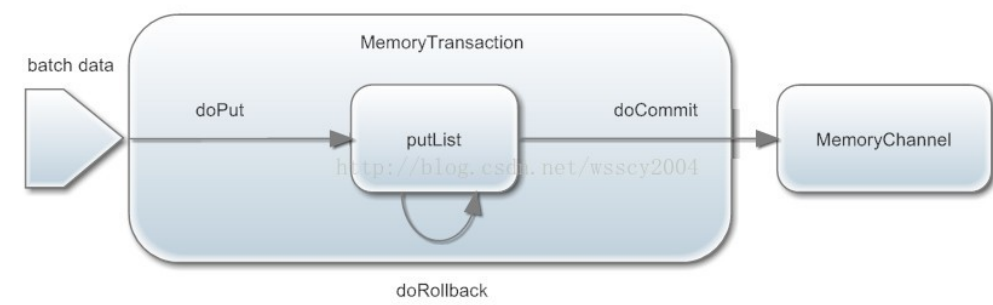 MemoryTransaction
batch data
doPut
doCommit
putList
MemoryChannel
http://blog.csdn.net/wsscy2004
doRollback